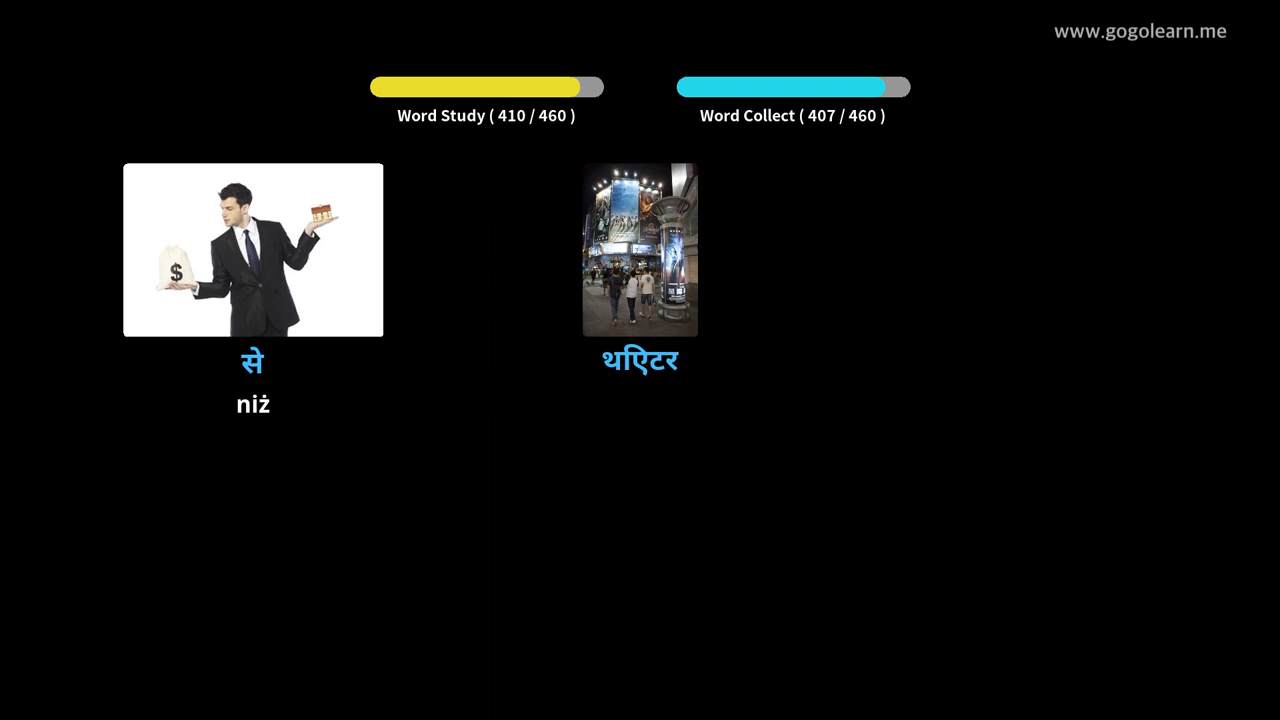 www.gogolearn.me
Word Study ( 410 / 460 )
Word Collect ( 407 / 460 )
$
से
थिएटर
niż